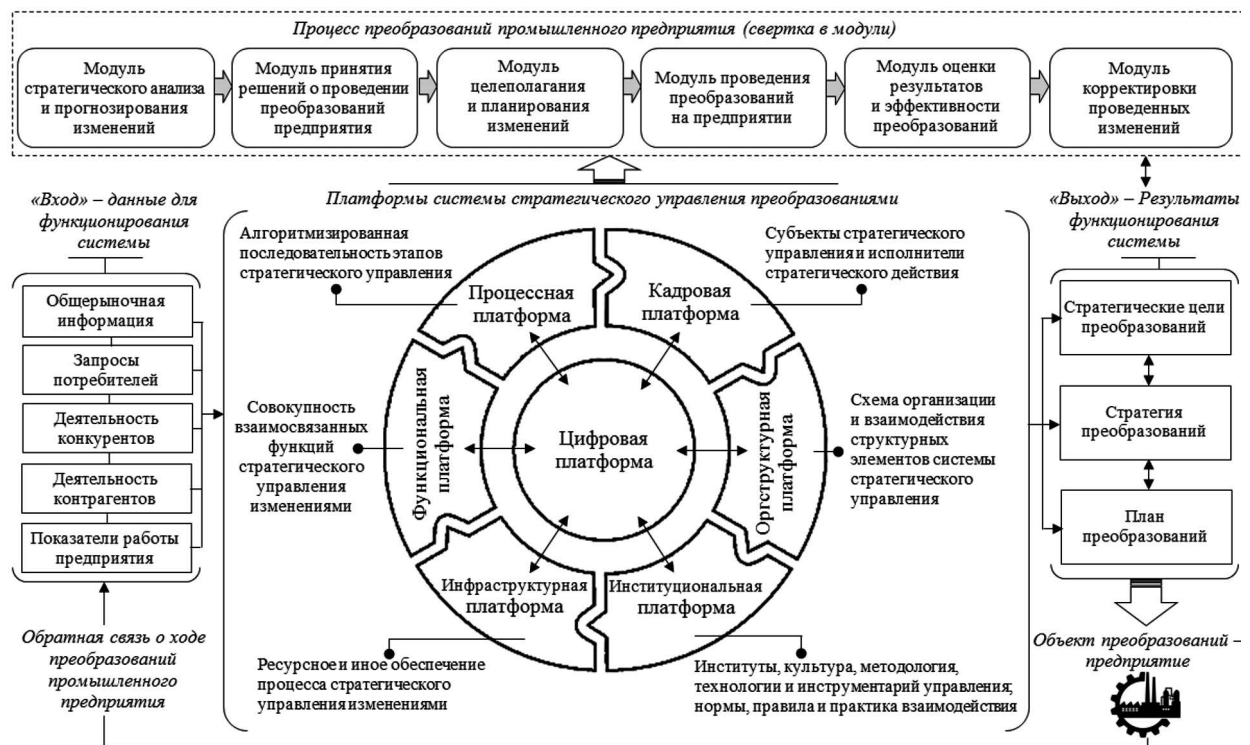 Процесс преобразований промышленного предприятия (свертка в модули)
Модуль
стратегического анализа
и прогнозирования
изменений
Модуль принятия
решений о проведении
преобразований
предприятия
Модуль
целеполагания
и планирования
изменений
Модуль проведения
преобразований
на предприятии
Модуль оценки
результатов
и эффективности
преобразований
Модуль
корректировки
проведенных
изменений
«Вход» – данные для
функционирования
системы
Общерыночная
информация
Запросы
потребителей
Деятельность
конкурентов
Деятельность
контрагентов
Показатели работы
предприятия
Обратная связь о ходе
преобразований
промышленного
предприятия
Платформы системы стратегического управления преобразованиями
Алгоритмизированная
последовательность этапов
стратегического управления
Субъекты стратегического
управления и исполнители
стратегического действия
Процессная
платформа
Кадровая
платформа
Совокупность
взаимосвязанных
функций
стратегического
управления
изменениями
Функциональная
платформа
Цифровая
платформа
Оргструктурная
платформа
Схема организации
и взаимодействия
структурных
элементов системы
стратегического
управления
Инфраструктурная
платформа
Институциональная
платформа
Ресурсное и иное обеспечение
процесса стратегического
управления изменениями
Институты, культура, методология,
технологии и инструментарий управления;
нормы, правила и практика взаимодействия
«Выход» – Результаты
функционирования
системы
Стратегические цели
преобразований
Стратегия
преобразований
План
преобразований
Объект преобразований –
предприятие